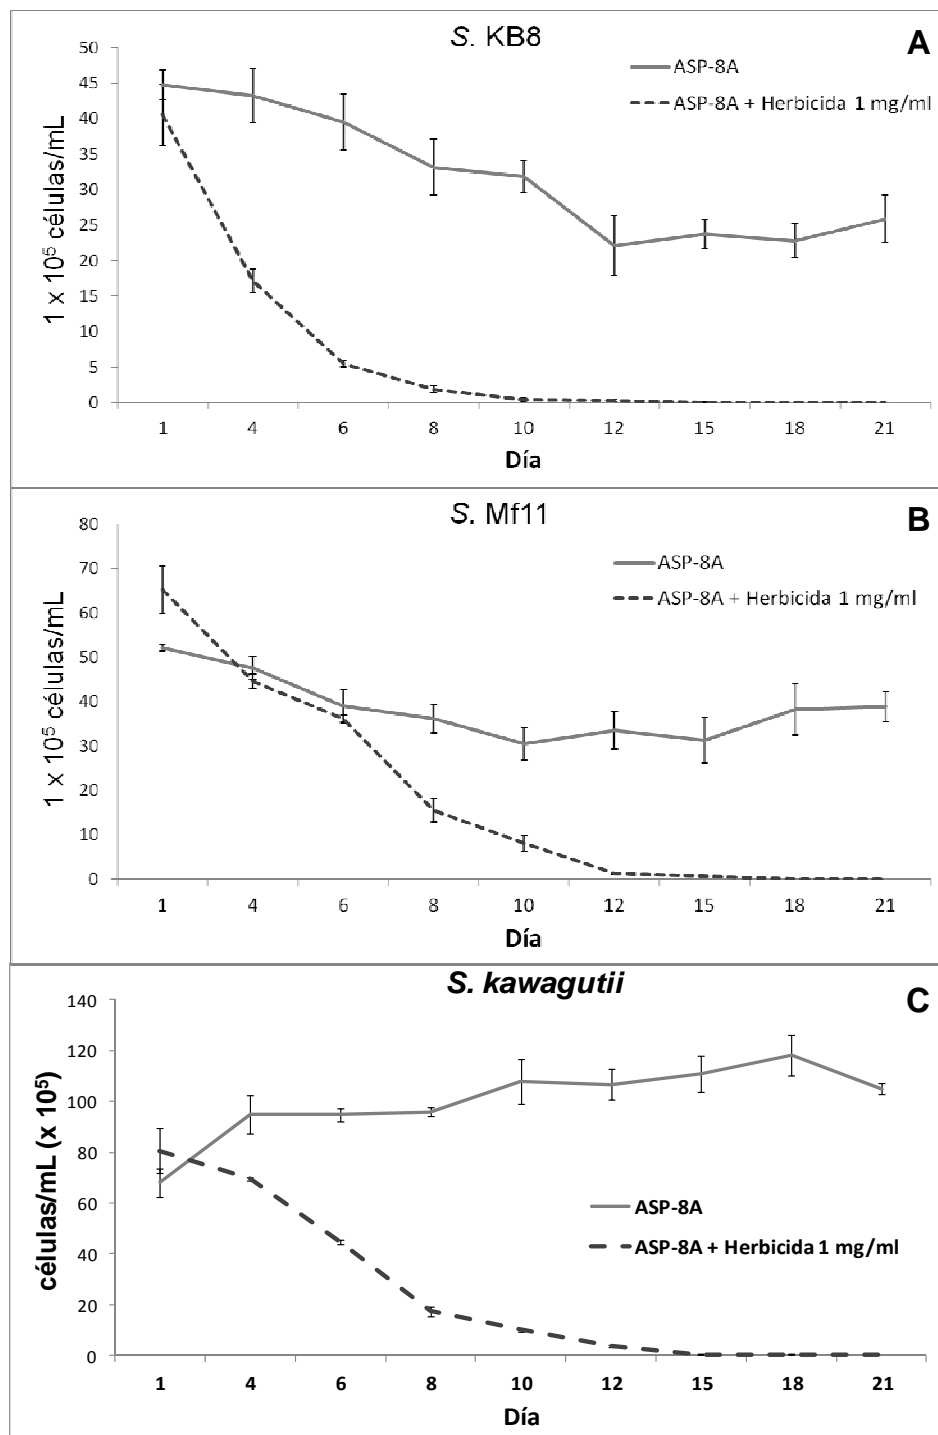 S. KB8
A
ASP-8A
ASP-8A + Herbicida 1 mg/ml
1 x 10⁵ células/mL
50
45
40
35
30
25
20
15
10
5
0
1 4 6 8 10 12 15 18 21
Día
S. Mf11
B
ASP-8A
ASP-8A + Herbicida 1 mg/ml
1 x 10⁵ células/mL
80
70
60
50
40
30
20
10
0
1 4 6 8 10 12 15 18 21
Día
S. kawagutii
C
ASP-8A
ASP-8A + Herbicida 1 mg/ml
células/mL (x 10⁵)
140
120
100
80
60
40
20
0
1 4 6 8 10 12 15 18 21
Día